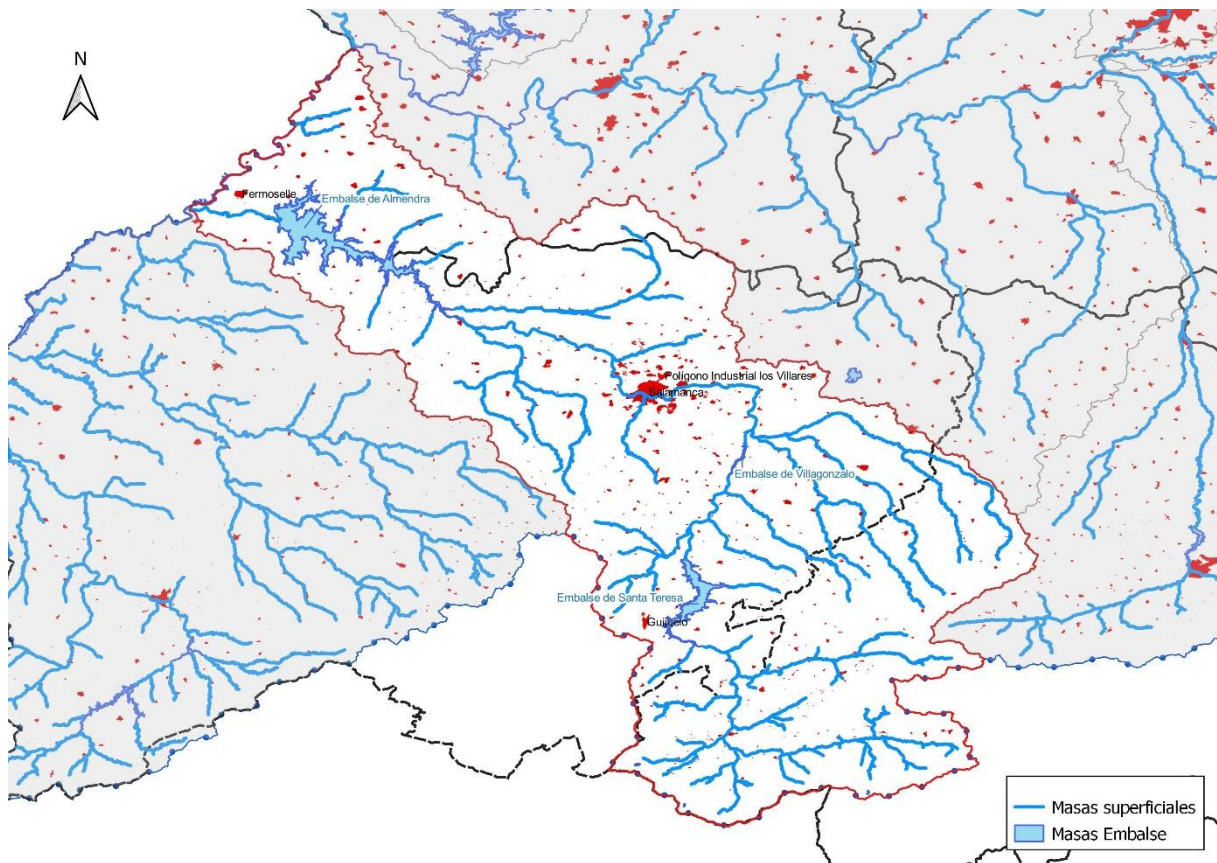 N
Fermoselle
Embalse de Almendra
Polígono Industrial los Villares
Salamanca
Embalse de Villagonzalo
Embalse de Santa Teresa
Guijuelo
Masas superficiales
Masas Embalse